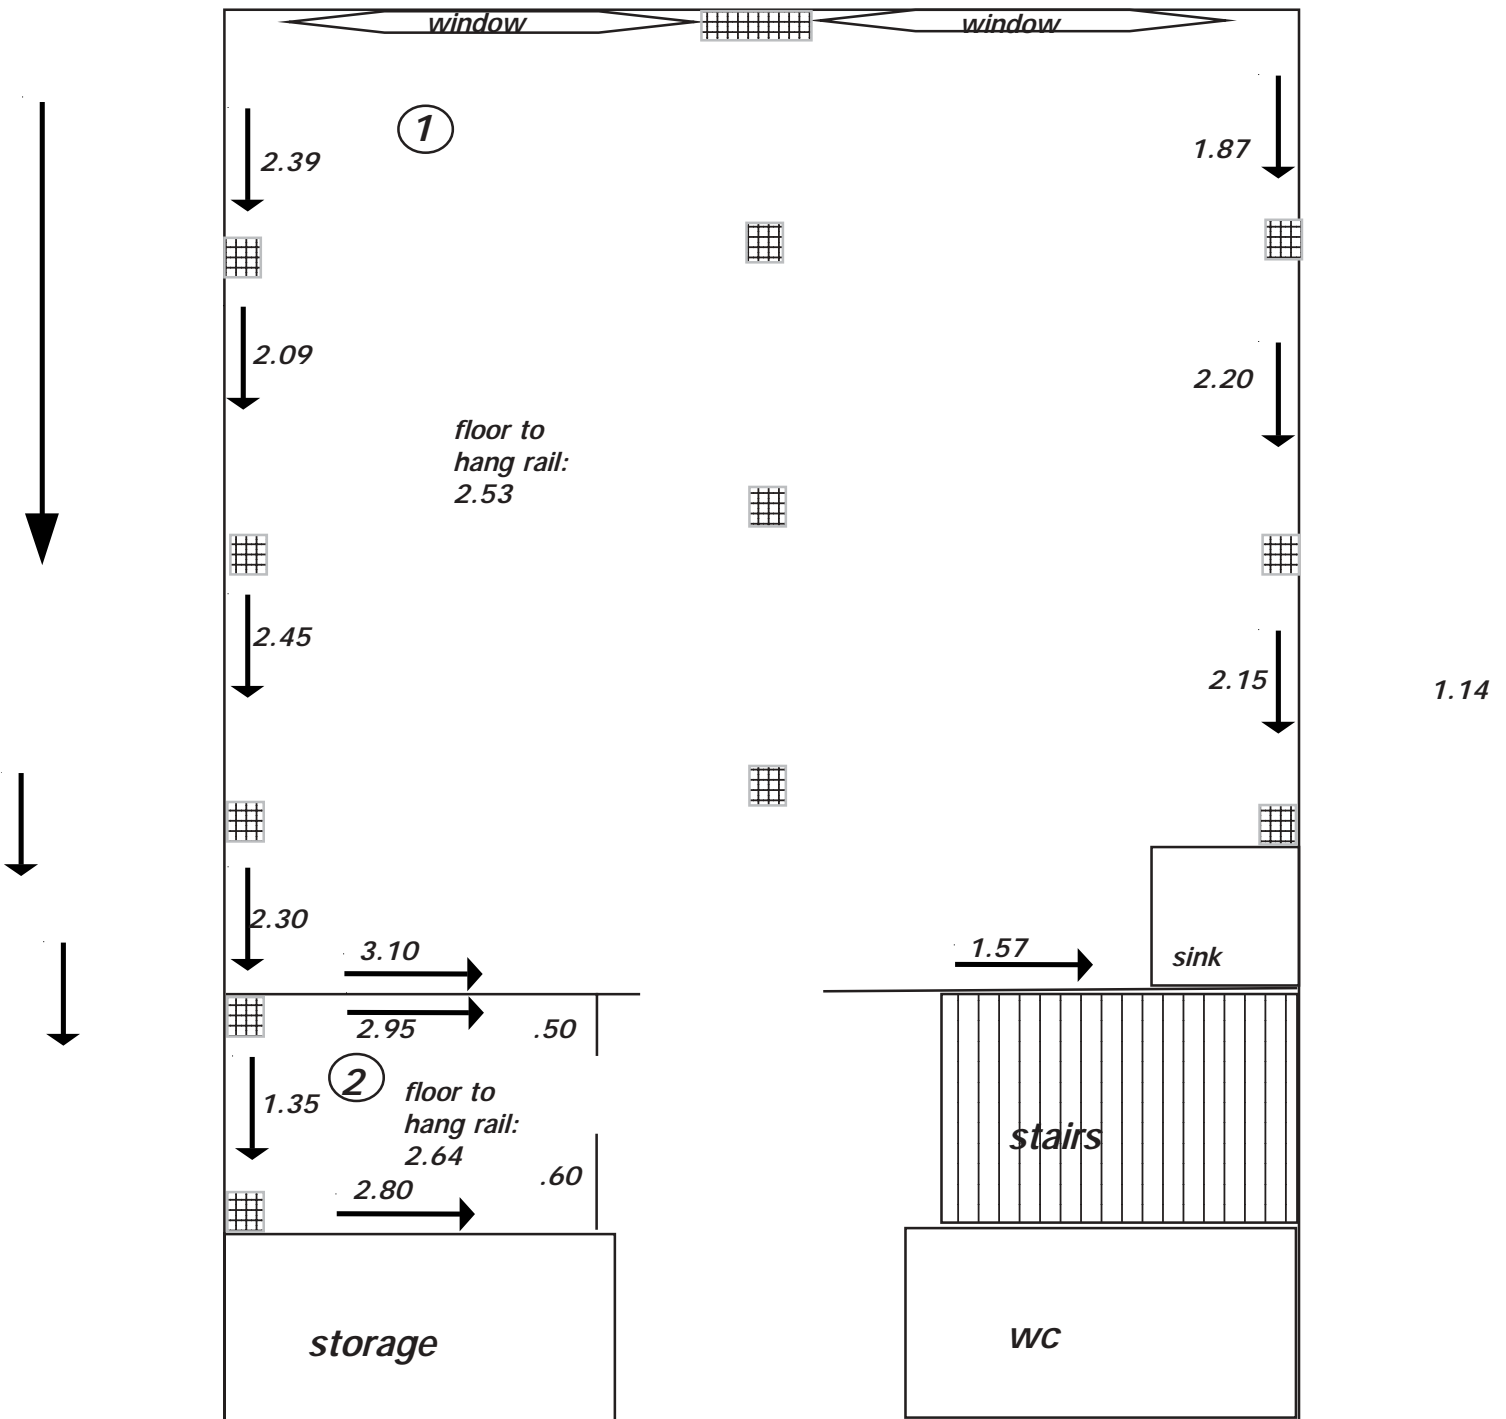 window
window
1
2.39
1.87
2.09
2.20
floor to
hang rail:
2.53
2.45
2.15
1.14
2.30
3.10
1.57
sink
2.95
.50
2
1.35
floor to
hang rail:
2.64
stairs
.60
2.80
storage
wc